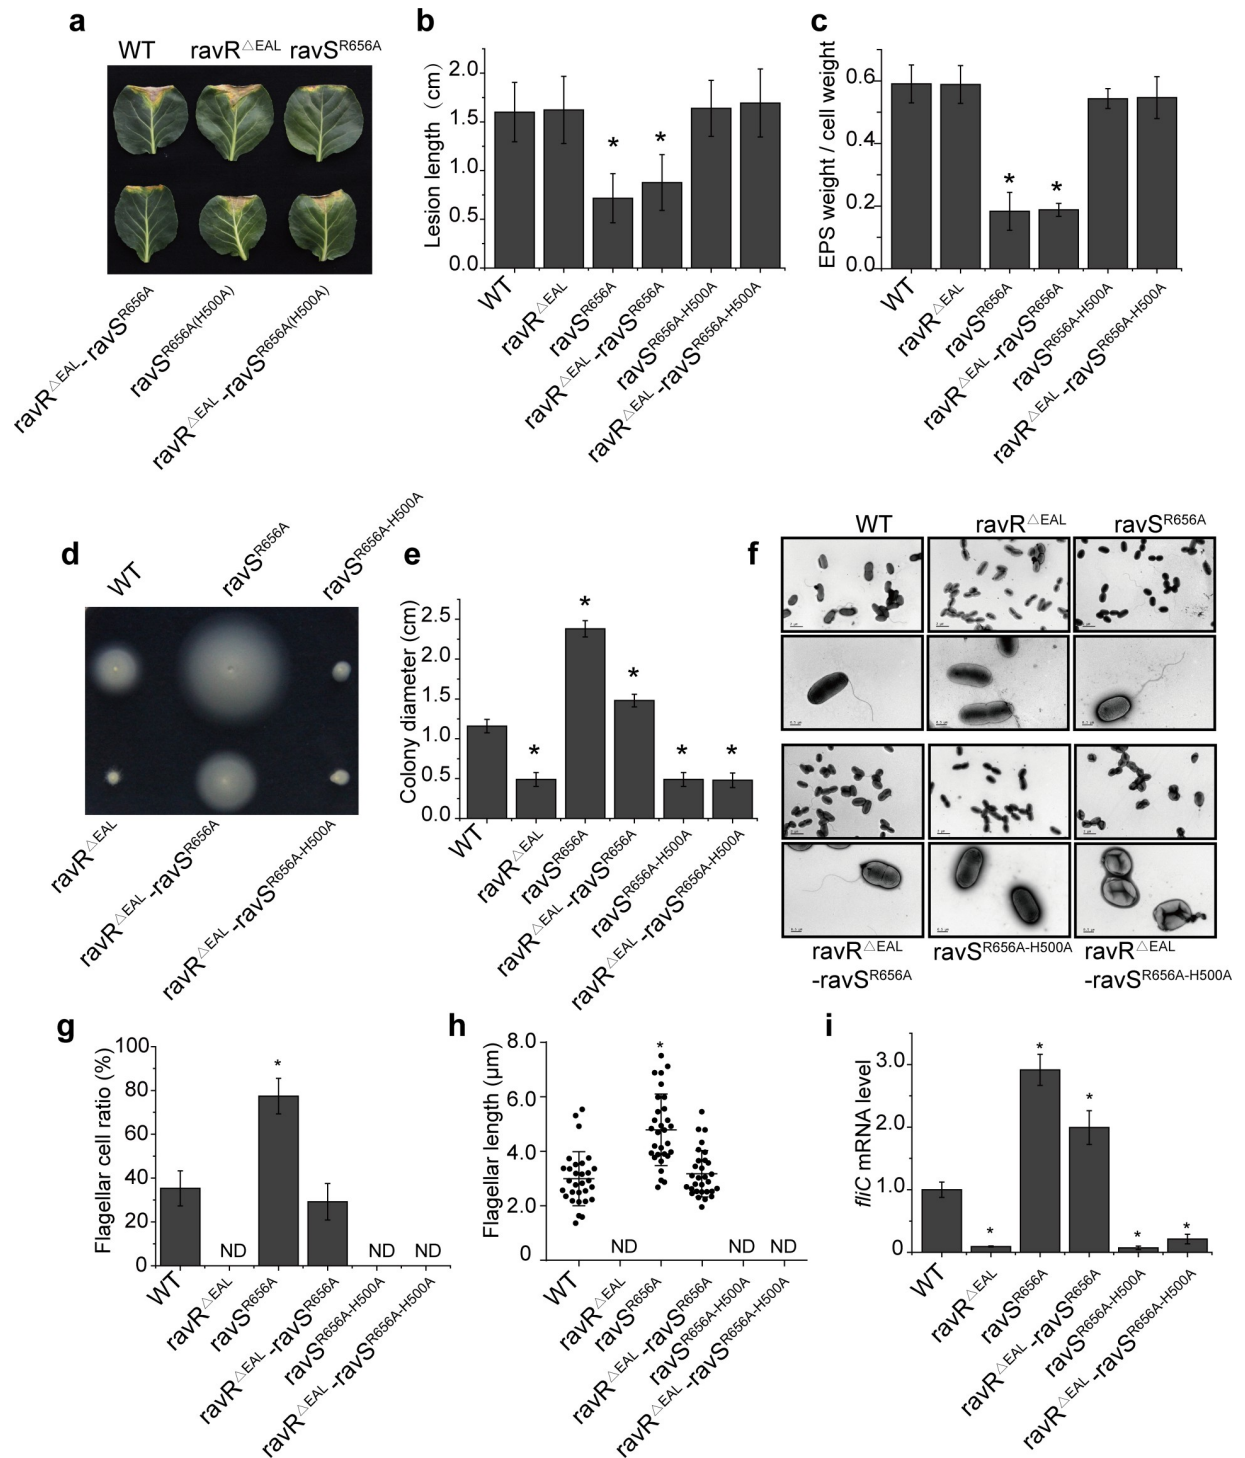 a
WT ravR△EAL ravSR656A
ravR△EAL-ravSR656A
ravSR656A(H500A)
ravR△EAL-ravSR656A(H500A)
b
Lesion length (cm)
2.0
1.5
1.0
0.5
0.0
* *
WT
ravR△EAL
ravSR656A
ravR△EAL-ravSR656A
ravSR656A-H500A
ravR△EAL-ravSR656A-H500A
c
EPS weight / cell weight
0.6
0.4
0.2
0.0
* *
WT
ravR△EAL
ravSR656A
ravR△EAL-ravSR656A
ravSR656A-H500A
ravR△EAL-ravSR656A-H500A
d
WT
ravSR656A
ravSR656A-H500A
ravR△EAL
ravR△EAL-ravSR656A
ravR△EAL-ravSR656A-H500A
e
Colony diameter (cm)
2.5
2.0
1.5
1.0
0.5
0.0
* * * * *
WT
ravR△EAL
ravSR656A
ravR△EAL-ravSR656A
ravSR656A-H500A
ravR△EAL-ravSR656A-H500A
f
WT ravR△EAL ravSR656A
ravR△EAL ravSR656A-H500A ravR△EAL
-ravSR656A -ravSR656A-H500A
g
Flagellar cell ratio (%)
100
80
60
40
20
0
*
ND ND ND
WT
ravR△EAL
ravSR656A
ravR△EAL-ravSR656A
ravSR656A-H500A
ravR△EAL-ravSR656A-H500A
h
Flagellar length (μm)
8.0
6.0
4.0
2.0
0
*
ND ND ND
WT
ravR△EAL
ravSR656A
ravR△EAL-ravSR656A
ravSR656A-H500A
ravR△EAL-ravSR656A-H500A
i
fliC mRNA level
3.0
2.0
1.0
0
* * * * *
WT
ravR△EAL
ravSR656A
ravR△EAL-ravSR656A
ravSR656A-H500A
ravR△EAL-ravSR656A-H500A